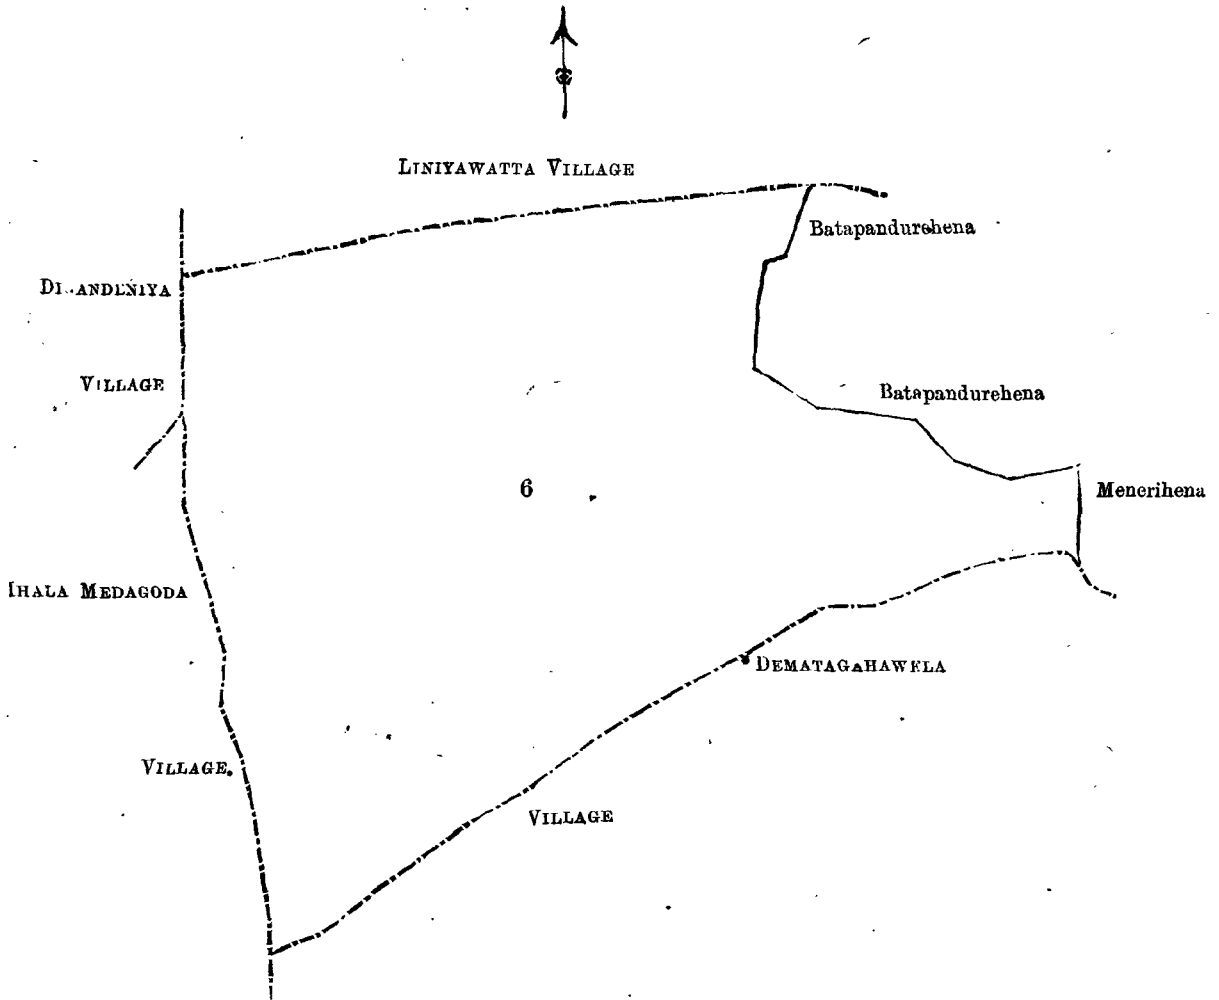 LINIYAWATTA VILLAGE
Batapandurehena
VILLAGE
Batapandurehena
6
Menerihena
IHALA MEDAGODA
DEMATAGAHAWELA
VILLAGE
VILLAGE